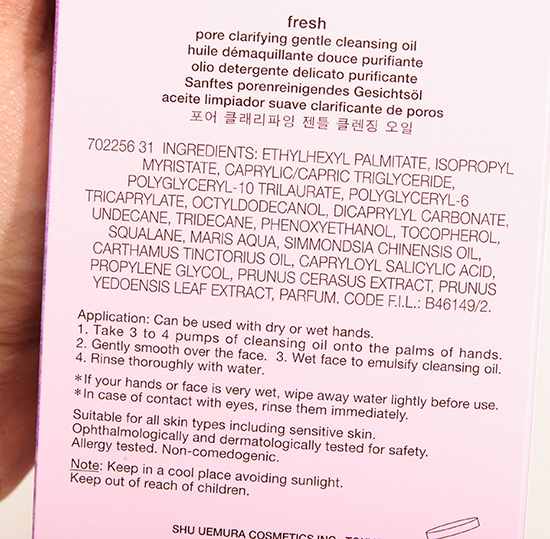 fresh
pore clarifying gentle cleansing oil
huile démaquillante douce purifiante
olio detergente delicato purificante
Sanftes porenreinigendes Gesichtsöl
aceite limpiador suave clarificante de poros
포어 클래리파잉 젠틀 클렌징 오일
702256 31 INGREDIENTS: ETHYLHEXYL PALMITATE, ISOPROPYL
MYRISTATE, CAPRYLIC/CAPRIC TRIGLYCERIDE,
POLYGLYCERYL-10 TRILAURATE, POLYGLYCERYL-6
TRICAPRYLATE, OCTYLDODECANOL, DICAPRYLYL CARBONATE,
UNDECANE, TRIDECANE, PHENOXYETHANOL, TOCOPHEROL,
SQUALANE, MARIS AQUA, SIMMONDSIA CHINENSIS OIL,
CARTHAMUS TINCTORIUS OIL, CAPRYLOYL SALICYLIC ACID,
PROPYLENE GLYCOL, PRUNUS CERASUS EXTRACT, PRUNUS
YEDOENSIS LEAF EXTRACT, PARFUM. CODE F.I.L.: B46149/2.
Application: Can be used with dry or wet hands.
1. Take 3 to 4 pumps of cleansing oil onto the palms of hands.
2. Gently smooth over the face. 3. Wet face to emulsify cleansing oil.
4. Rinse thoroughly with water.
*If your hands or face is very wet, wipe away water lightly before use.
*In case of contact with eyes, rinse them immediately.
Suitable for all skin types including sensitive skin.
Ophthalmologically and dermatologically tested for safety.
Allergy tested. Non-comedogenic.
Note: Keep in a cool place avoiding sunlight.
Keep out of reach of children.
SHU UEMURA COSMETICS INC.